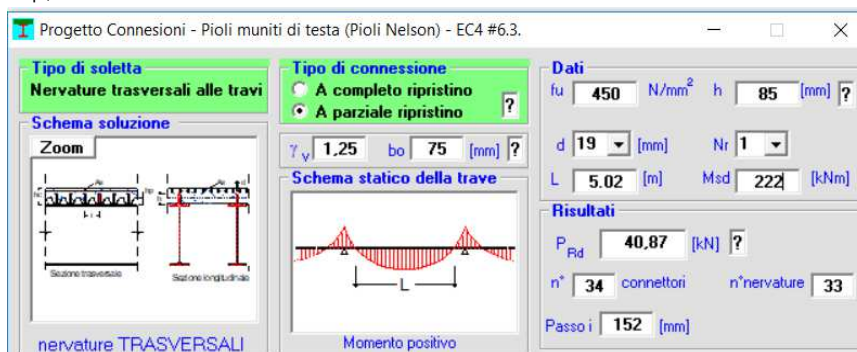 Progetto Connesioni - Pioli muniti di testa (Pioli Nelson) - EC4 #6.3.
Tipo di soletta
Nervature trasversali alle travi
Schema soluzione
Zoom
Sezione trasversale
Sezione longitudinale
nervature TRASVERSALI
Tipo di connessione
A completo ripristino
A parziale ripristino
?
γv 1,25 bo 75 [mm] ?
Schema statico della trave
L
Momento positivo
Dati
fu 450 N/mm² h 85 [mm] ?
d 19 [mm] Nr 1
L 5.02 [m] Msd 222 [kNm]
Risultati
PRd 40,87 [kN] ?
n° 34 connettori n°nervature 33
Passo i 152 [mm]